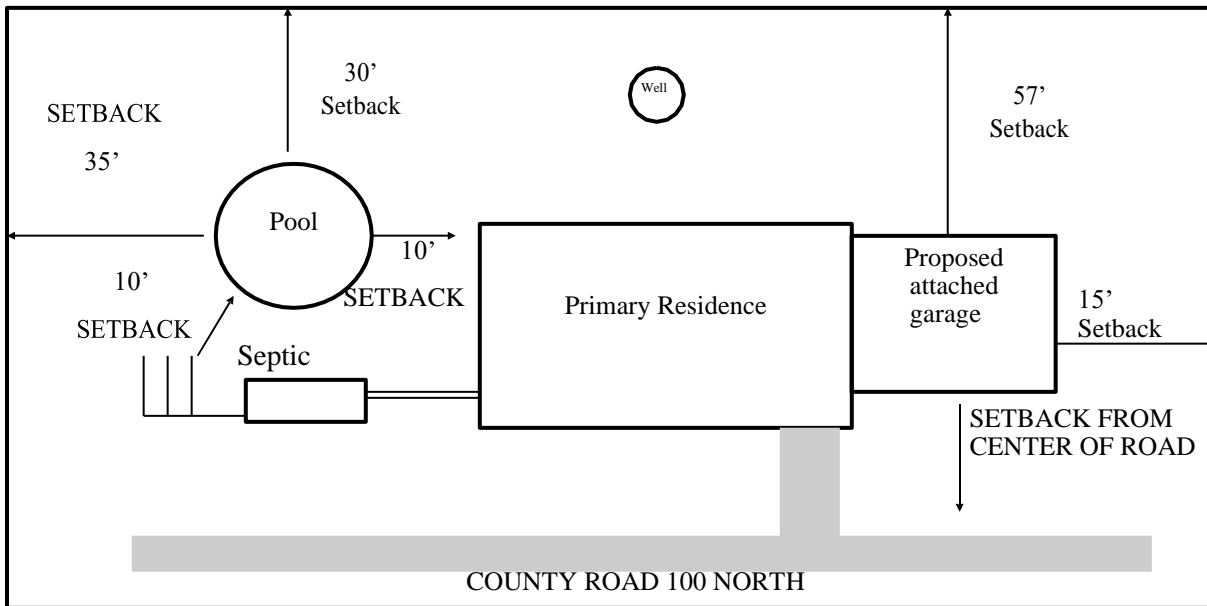 30’
Setback
Well
57’
Setback
SETBACK
35’
Pool
10’
SETBACK
10’
SETBACK
Primary Residence
Proposed
attached
garage
15’
Setback
Septic
SETBACK FROM
CENTER OF ROAD
COUNTY ROAD 100 NORTH